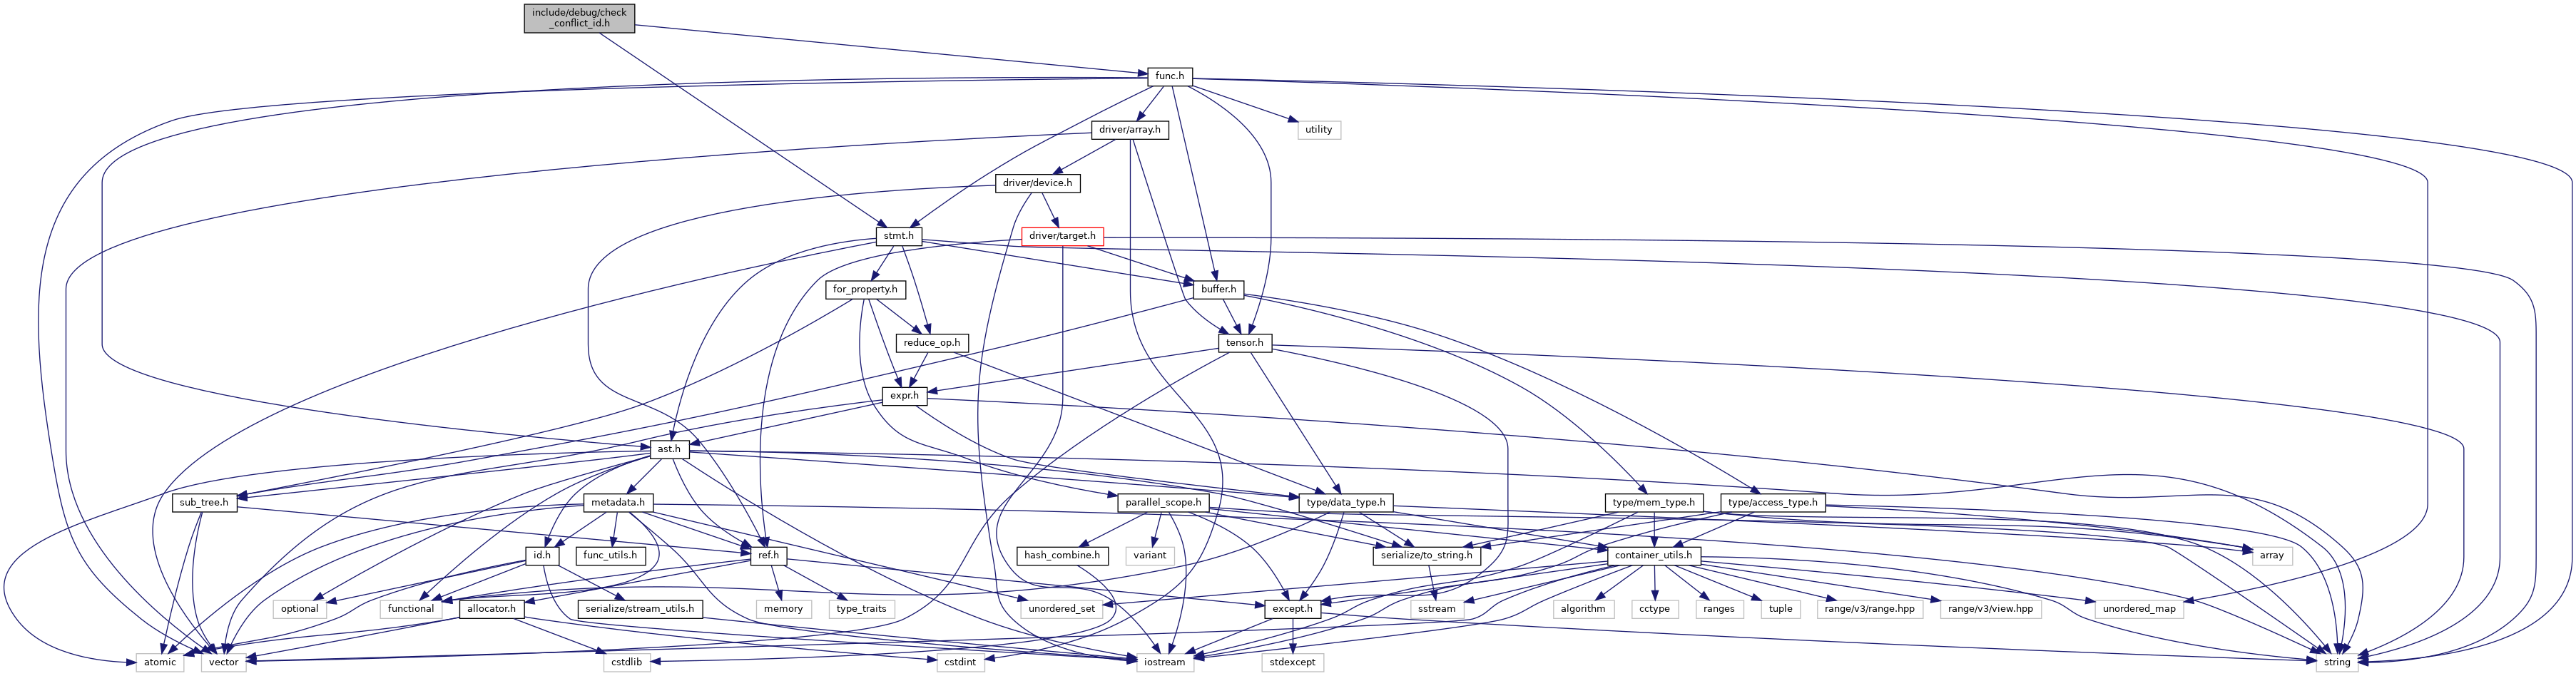 include/debug/check
_conflict_id.h
func.h
driver/array.h
utility
driver/device.h
stmt.h
driver/target.h
for_property.h
buffer.h
reduce_op.h
tensor.h
expr.h
ast.h
sub_tree.h
metadata.h
parallel_scope.h
type/data_type.h
type/mem_type.h
type/access_type.h
id.h
func_utils.h
ref.h
hash_combine.h
variant
serialize/to_string.h
container_utils.h
array
optional
functional
allocator.h
serialize/stream_utils.h
memory
type_traits
unordered_set
except.h
sstream
algorithm
cctype
ranges
tuple
range/v3/range.hpp
range/v3/view.hpp
unordered_map
atomic
vector
cstdlib
cstdint
iostream
stdexcept
string